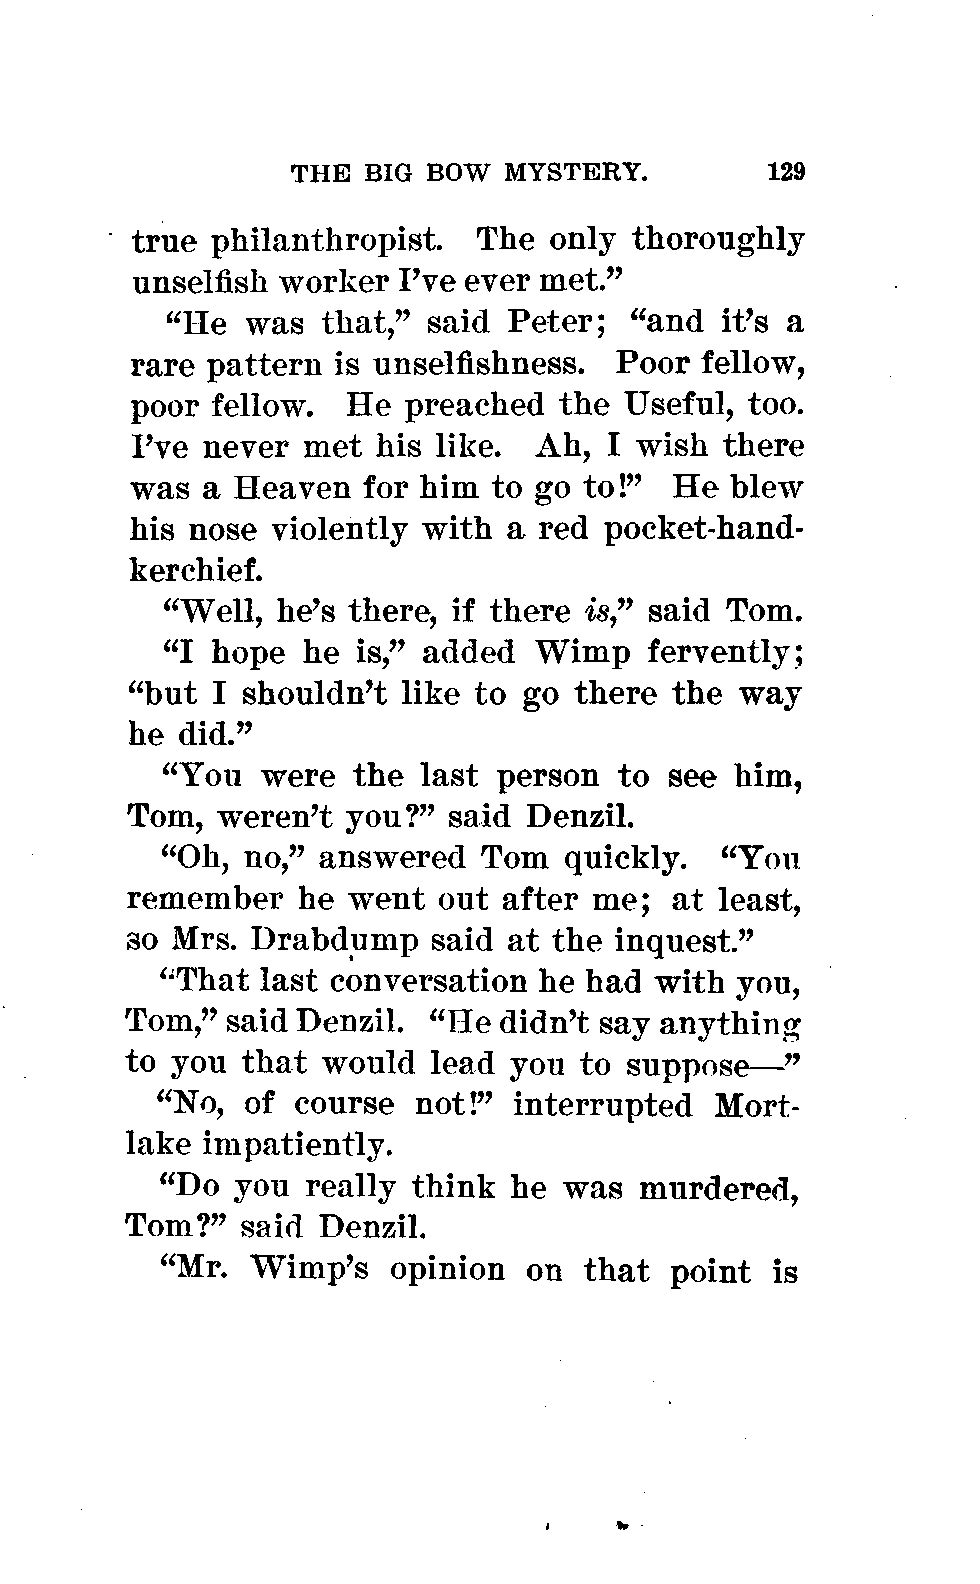 THE BIG BOW MYSTERY. 129
true philanthropist. The only thoroughly
unselfish worker I've ever met."
"He was that," said Peter; "and it's a
rare pattern is unselfishness. Poor fellow,
poor fellow. He preached the Useful, too.
I've never met his like. Ah, I wish there
was a Heaven for him to go to!" He blew
his nose violently with a red pocket-hand-
kerchief.
"Well, he's there, if there is," said Tom.
"I hope he is," added Wimp fervently;
"but I shouldn't like to go there the way
he did."
"You were the last person to see him,
Tom, weren't you?" said Denzil.
"Oh, no," answered Tom quickly. "You
remember he went out after me; at least,
so Mrs. Drabdump said at the inquest."
"That last conversation he had with you,
Tom," said Denzil. "He didn't say anything
to you that would lead you to suppose—"
"No, of course not!" interrupted Mort-
lake impatiently.
"Do you really think he was murdered,
Tom?" said Denzil.
"Mr. Wimp's opinion on that point is